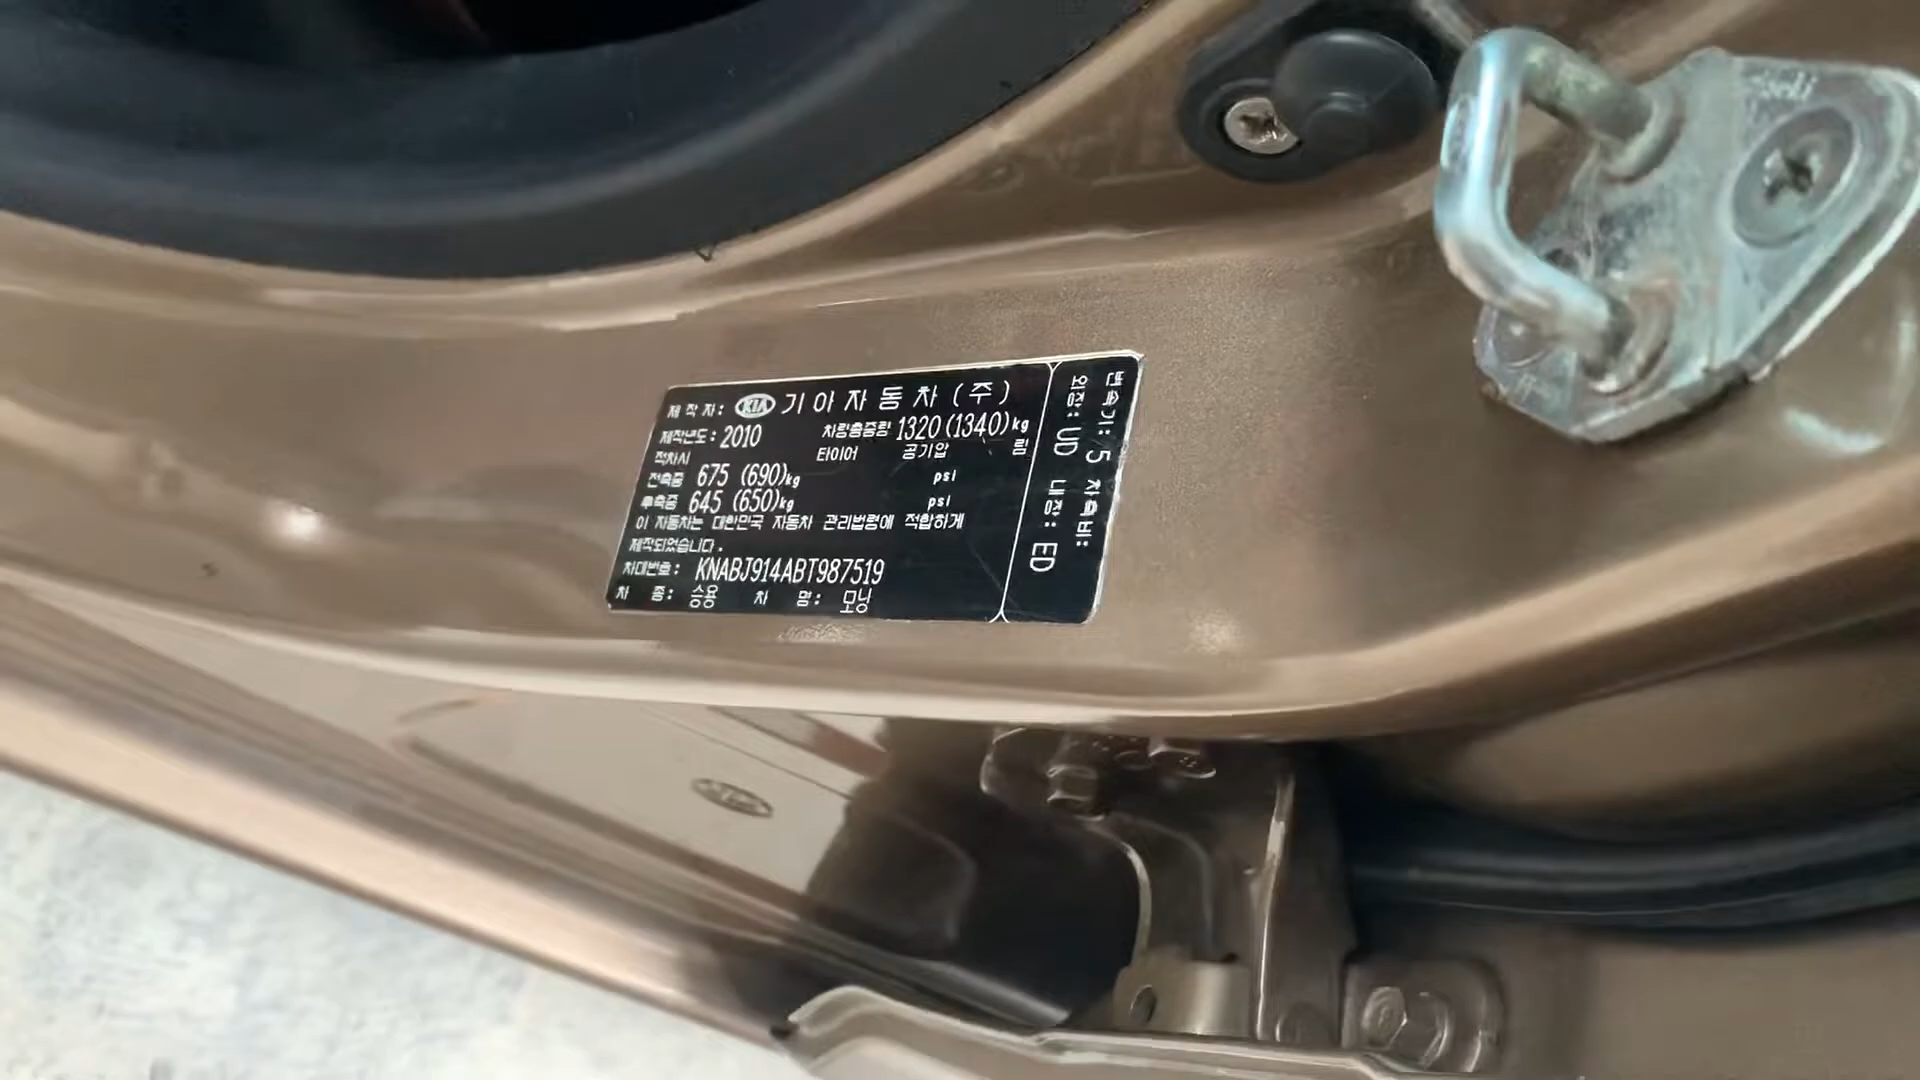 제작자: KIA 기아자동차(주)
제작년도: 2010 차량총중량 1320 (1340)kg
적차시 타이어 공기압 림
전축중 675 (690)kg psi
후축중 645 (650)kg psi
이 자동차는 대한민국 자동차 관리법령에 적합하게
제작되었습니다.
차대번호: KNABJ914ABT987519
차 종: 승용 차 명: 모닝
변속기: 5 차축비:
외장: UD 내장: ED